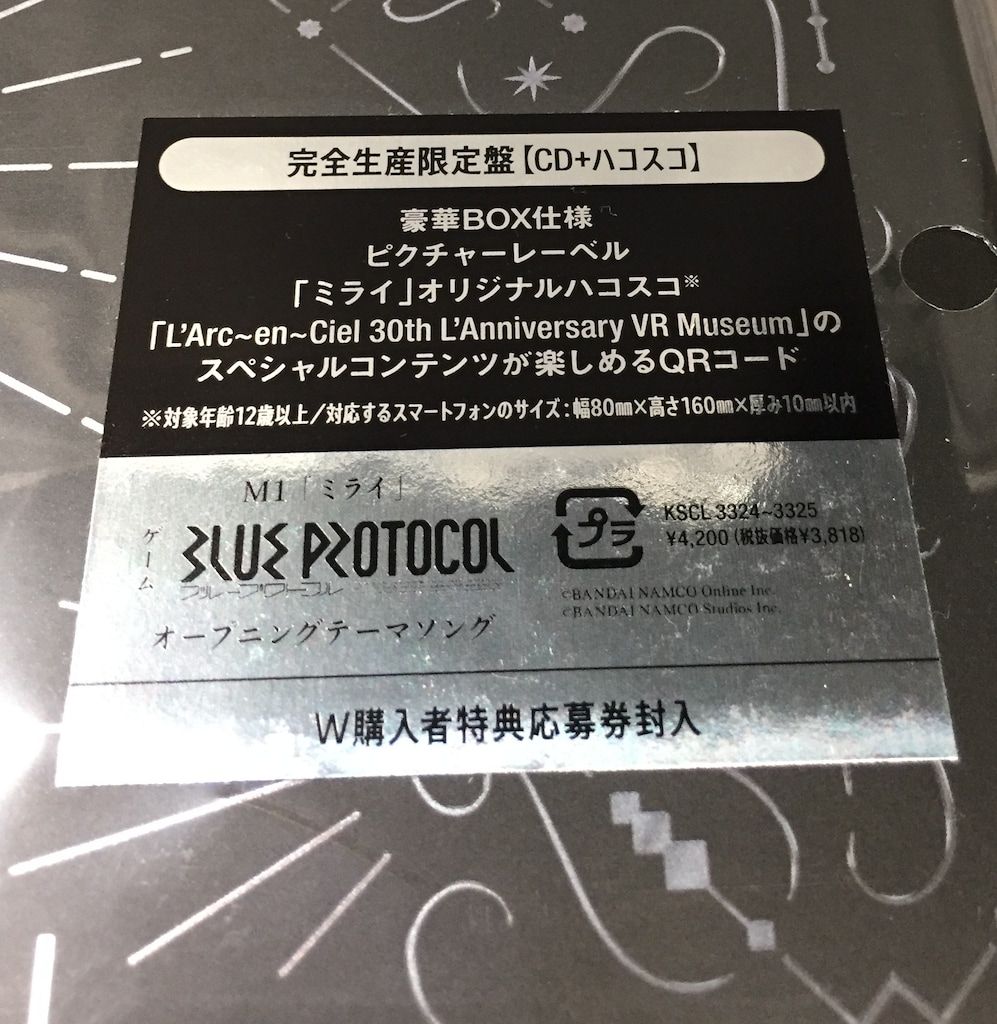 完全生産限定盤【CD+ハコスコ】
豪華BOX仕様
ピクチャーレーベル
「ミライ」オリジナルハコスコ※
「L'Arc~en~Ciel 30th L'Anniversary VR Museum」の
スペシャルコンテンツが楽しめるQRコード
※対象年齢12歳以上/対応するスマートフォンのサイズ:幅80㎜×高さ160㎜×厚み10㎜以内
M1「ミライ」
ゲーム
BLUE PROTOCOL
ブループロトコル
オープニングテーマソング
プラ
KSCL 3324~3325
¥4,200(税抜価格¥3,818)
©BANDAI NAMCO Online Inc.
©BANDAI NAMCO Studios Inc.
W購入者特典応募券封入